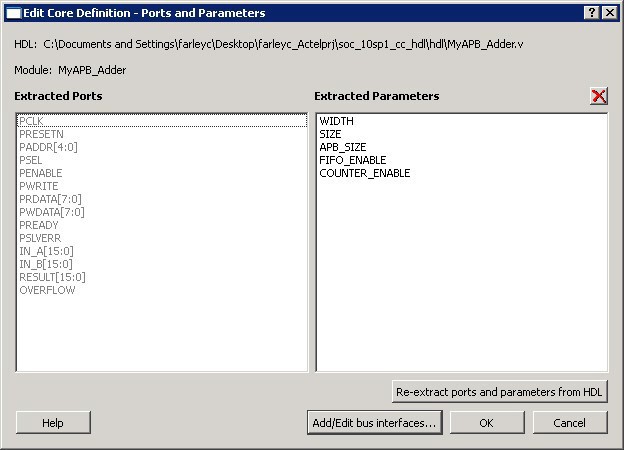 Edit Core Definition - Ports and Parameters
HDL: C:\Documents and Settings\farleyc\Desktop\farleyc_Actelprj\soc_10sp1_cc_hdl\hdl\MyAPB_Adder.v
Module: MyAPB_Adder
Extracted Ports
PCLK
PRESETN
PADDR[4:0]
PSEL
PENABLE
PWRITE
PRDATA[7:0]
PWDATA[7:0]
PREADY
PSLVERR
IN_A[15:0]
IN_B[15:0]
RESULT[15:0]
OVERFLOW
Extracted Parameters
WIDTH
SIZE
APB_SIZE
FIFO_ENABLE
COUNTER_ENABLE
Re-extract ports and parameters from HDL
Help
Add/Edit bus interfaces...
OK
Cancel